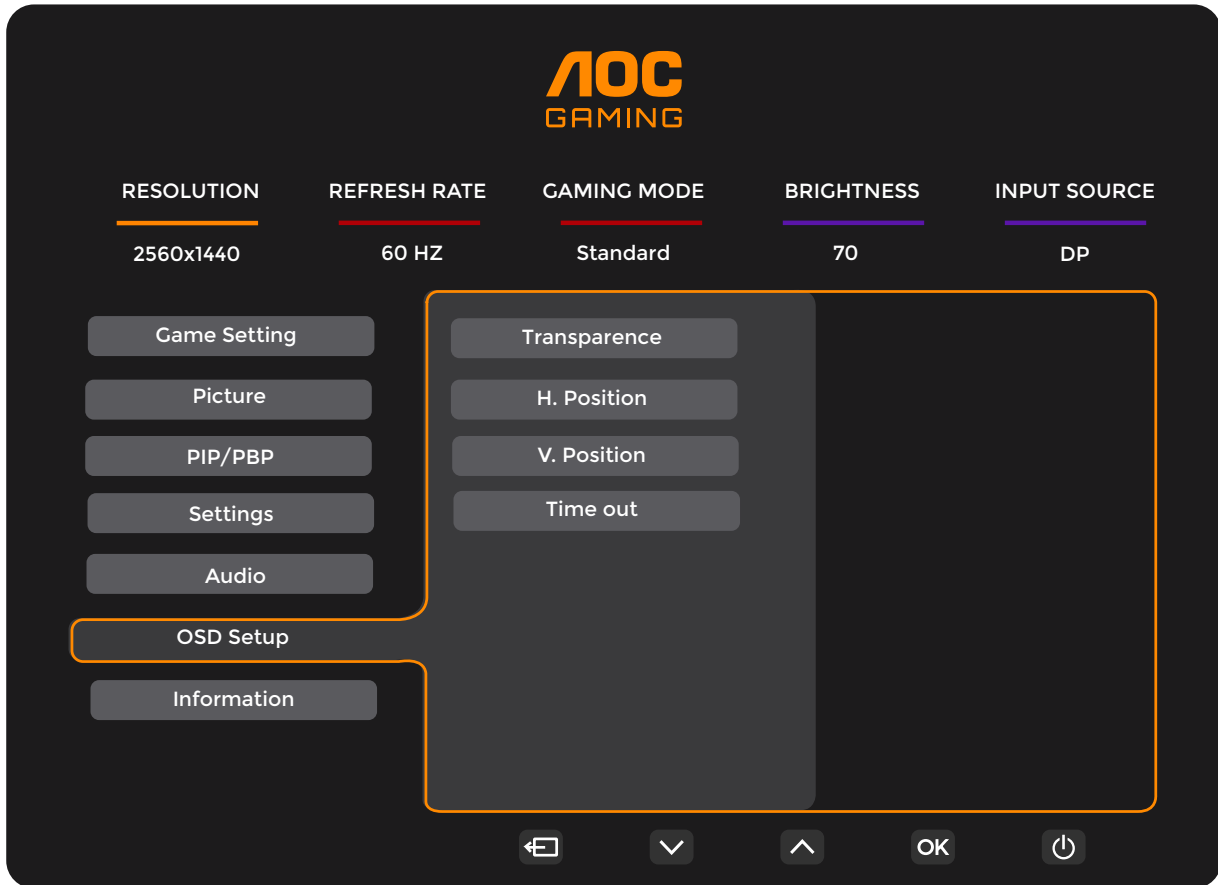 AOC
GAMING
RESOLUTION REFRESH RATE GAMING MODE BRIGHTNESS INPUT SOURCE
2560x1440 60 HZ Standard 70 DP
Game Setting
Picture
PIP/PBP
Settings
Audio
OSD Setup
Information
Transparence
H. Position
V. Position
Time out
OK